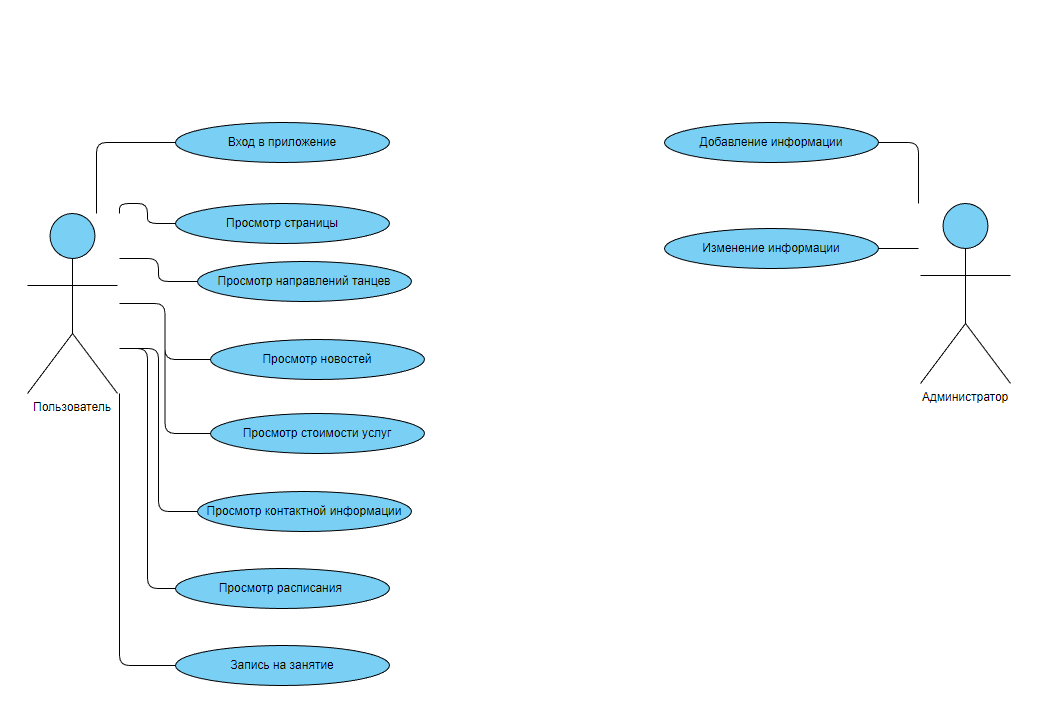 Вход в приложение
Добавление информации
Просмотр страницы
Изменение информации
Просмотр направлений танцев
Просмотр новостей
Администратор
Пользователь
Просмотр стоимости услуг
Просмотр контактной информации
Просмотр расписания
Запись на занятие